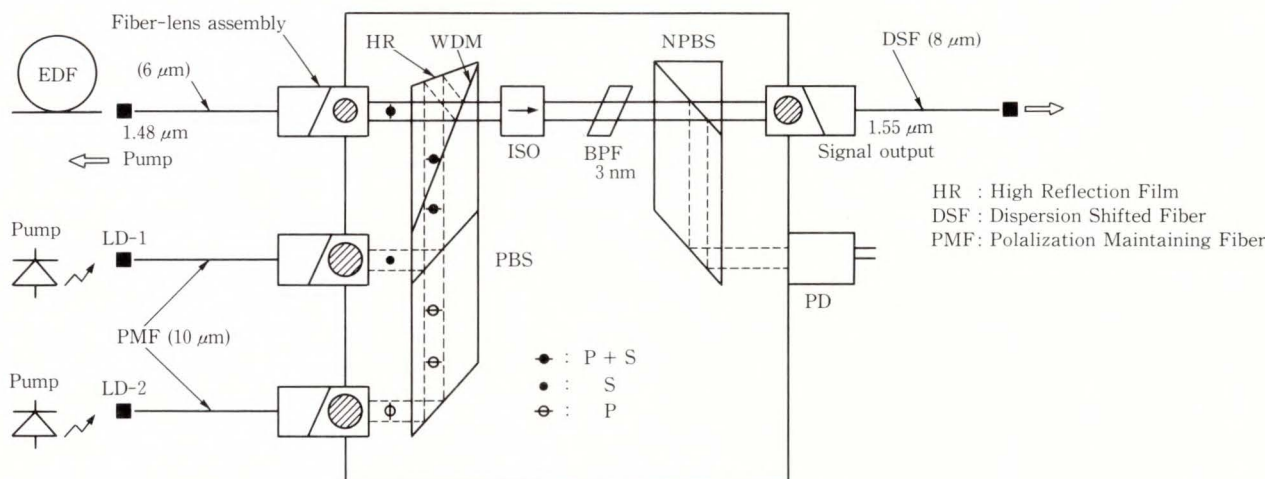 Fiber-lens assembly
HR
WDM
NPBS
DSF (8 μm)
EDF
(6 μm)
1.48 μm
Pump
ISO
BPF
3 nm
1.55 μm
Signal output
HR : High Reflection Film
DSF : Dispersion Shifted Fiber
PMF : Polalization Maintaining Fiber
Pump
LD-1
PBS
PD
PMF (10 μm)
Pump
LD-2
: P + S
: S
: P